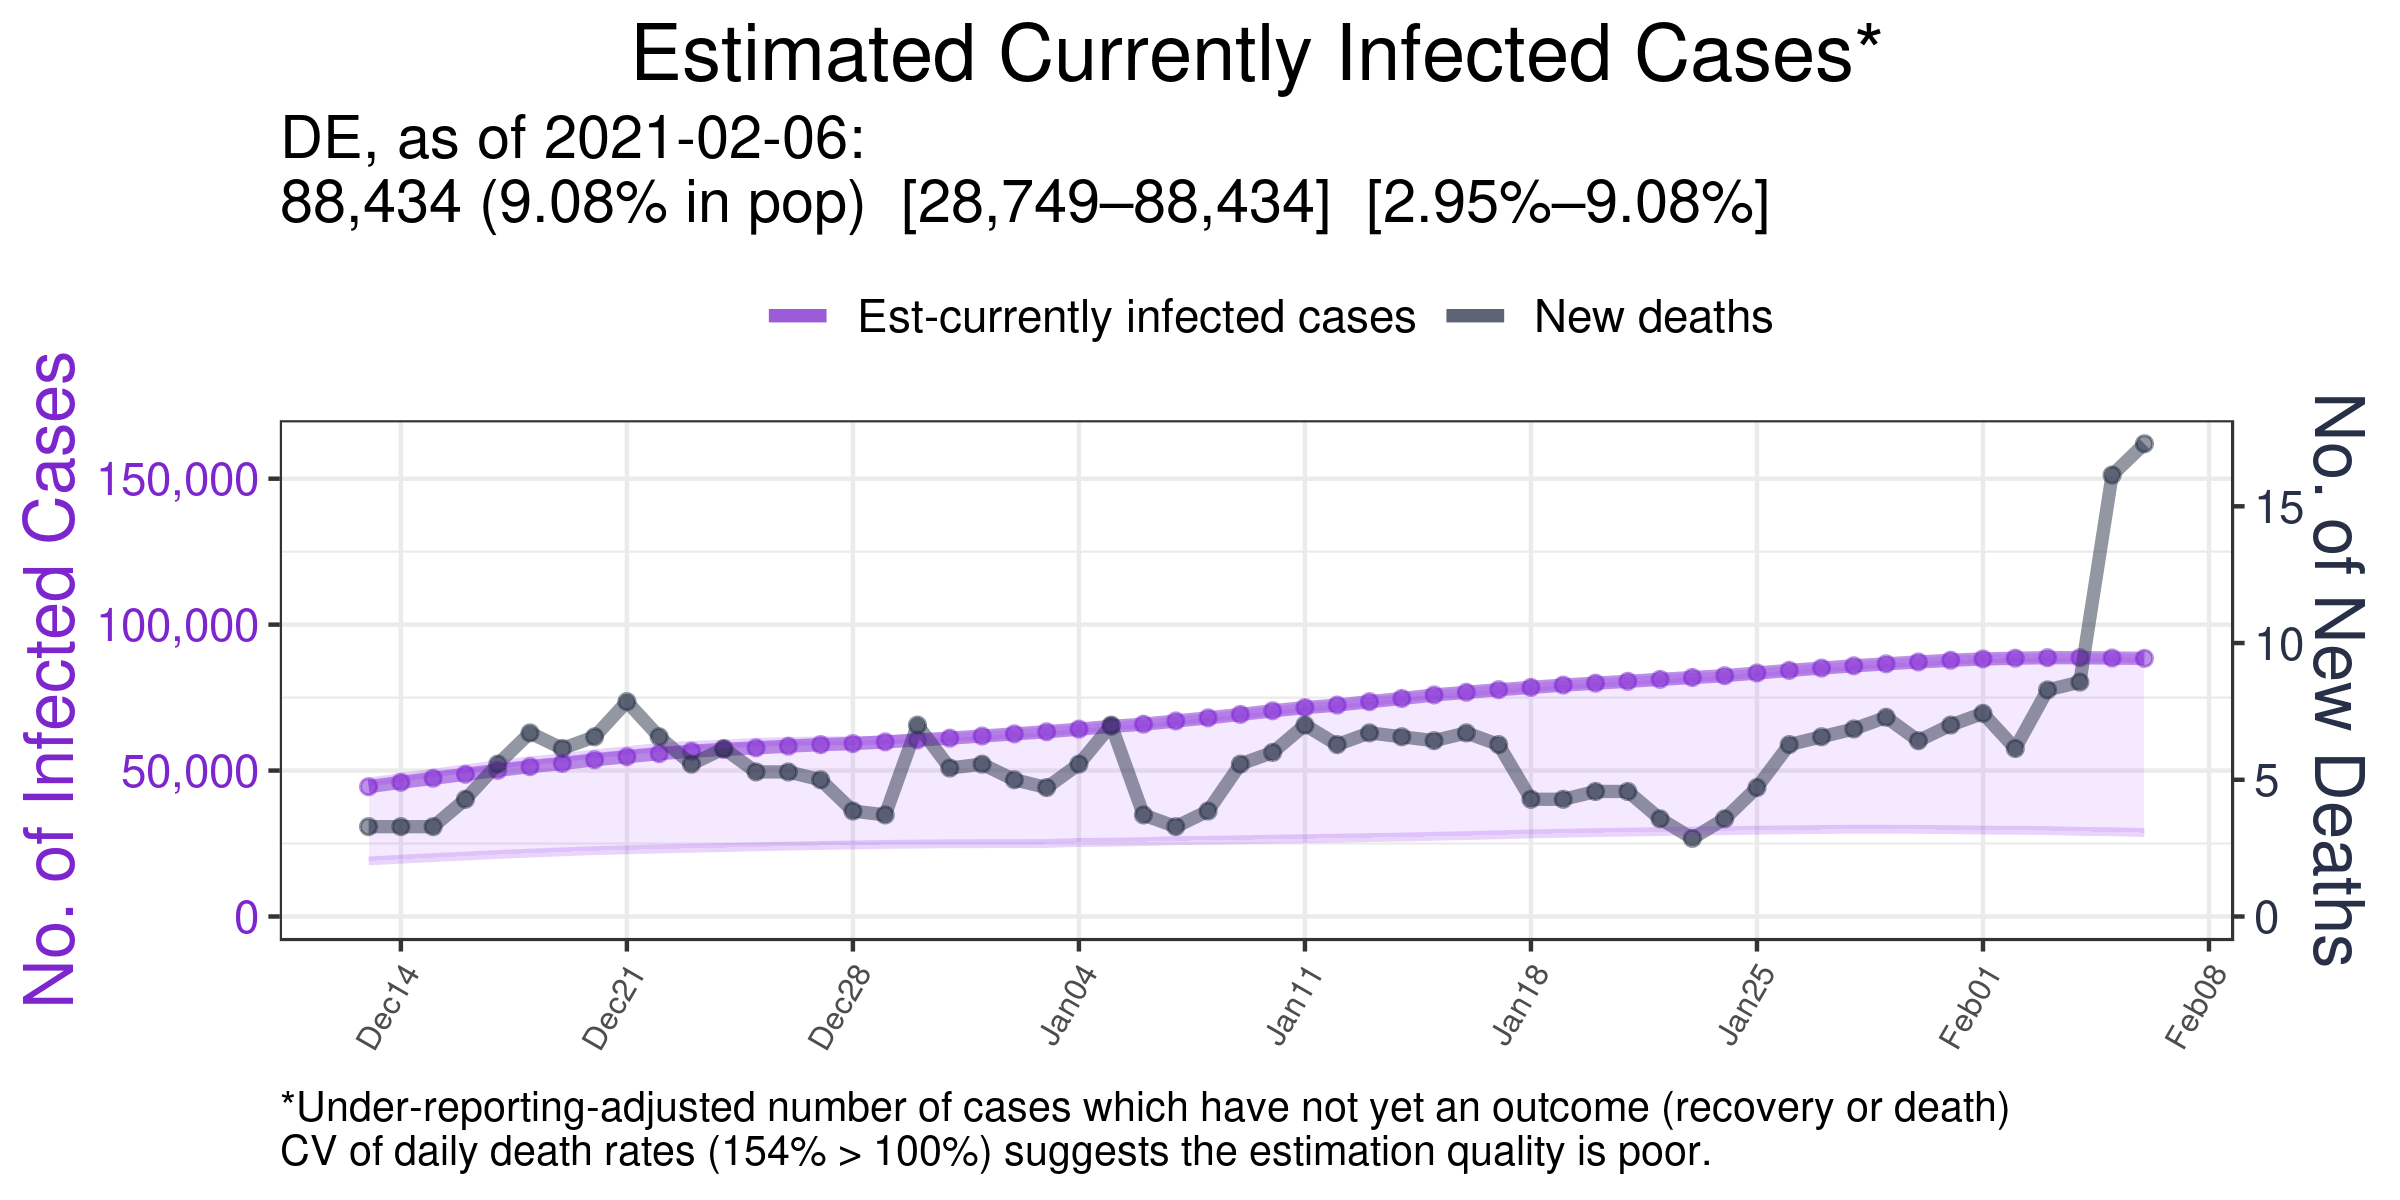 Estimated Currently Infected Cases*
DE, as of 2021-02-06:
88,434 (9.08% in pop)  [28,749–88,434]  [2.95%–9.08%]
Est-currently infected cases
New deaths
No. of Infected Cases
150,000
100,000
50,000
0
No. of New Deaths
15
10
5
0
Dec14
Dec21
Dec28
Jan04
Jan11
Jan18
Jan25
Feb01
Feb08
*Under-reporting-adjusted number of cases which have not yet an outcome (recovery or death)
CV of daily death rates (154% > 100%) suggests the estimation quality is poor.